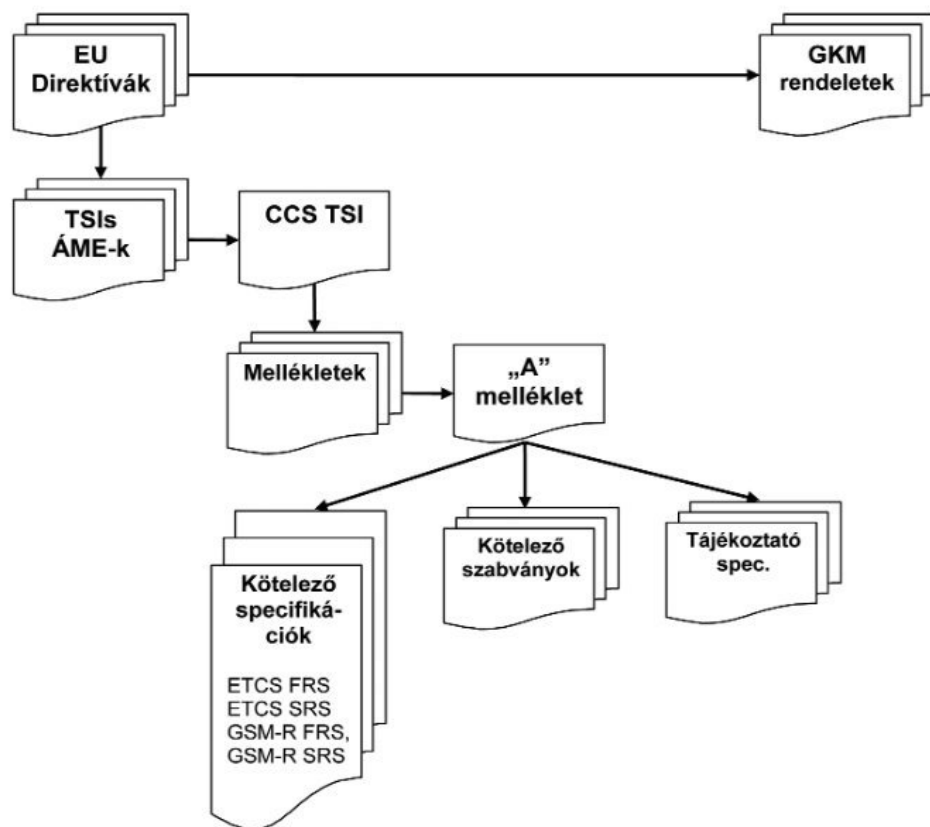 EU
Direktívák
GKM
rendeletek
TSIs
ÁME-k
CCS TSI
Mellékletek
„A”
melléklet
Kötelező
specifiká-
ciók
ETCS FRS
ETCS SRS
GSM-R FRS,
GSM-R SRS
Kötelező
szabványok
Tájékoztató
spec.